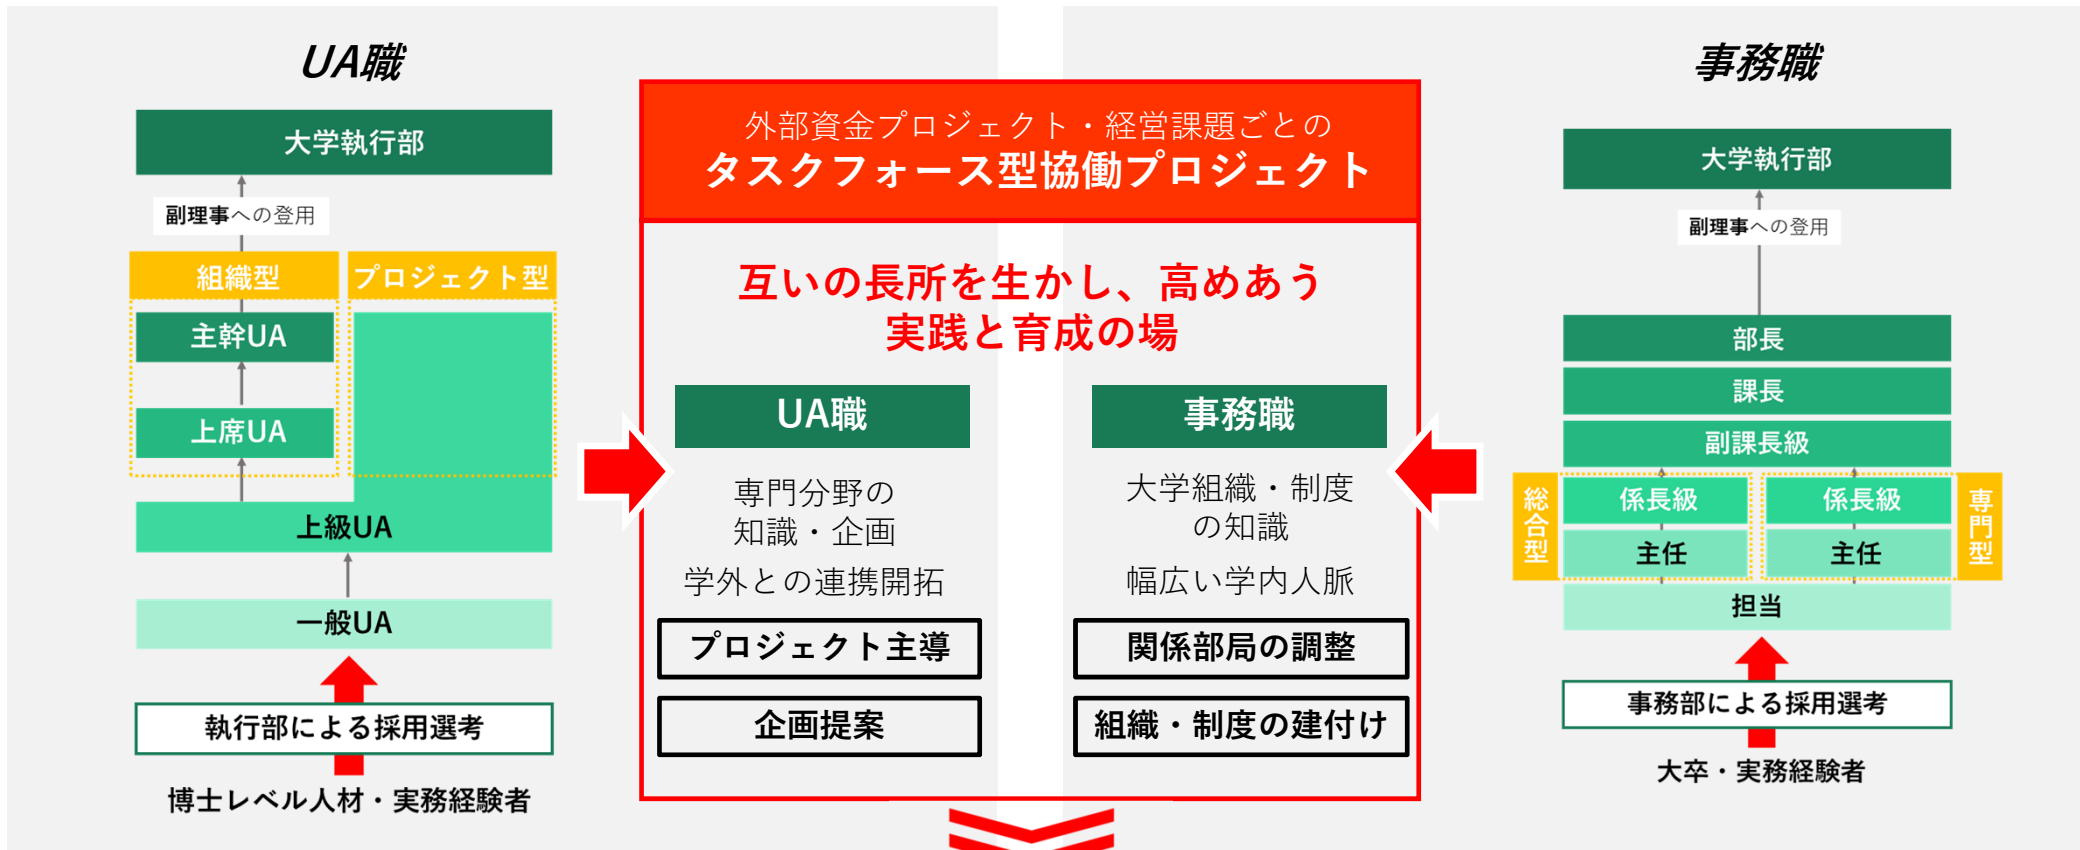 UA職
大学執行部
副理事への登用
組織型
プロジェクト型
主幹UA
上席UA
上級UA
一般UA
執行部による採用選考
博士レベル人材・実務経験者
外部資金プロジェクト・経営課題ごとの
タスクフォース型協働プロジェクト
互いの長所を生かし、高めあう
実践と育成の場
UA職
専門分野の
知識・企画
学外との連携開拓
プロジェクト主導
企画提案
事務職
大学組織・制度
の知識
幅広い学内人脈
関係部局の調整
組織・制度の建付け
事務職
大学執行部
副理事への登用
部長
課長
副課長級
総合型
係長級
主任
係長級
主任
専門型
担当
事務部による採用選考
大卒・実務経験者